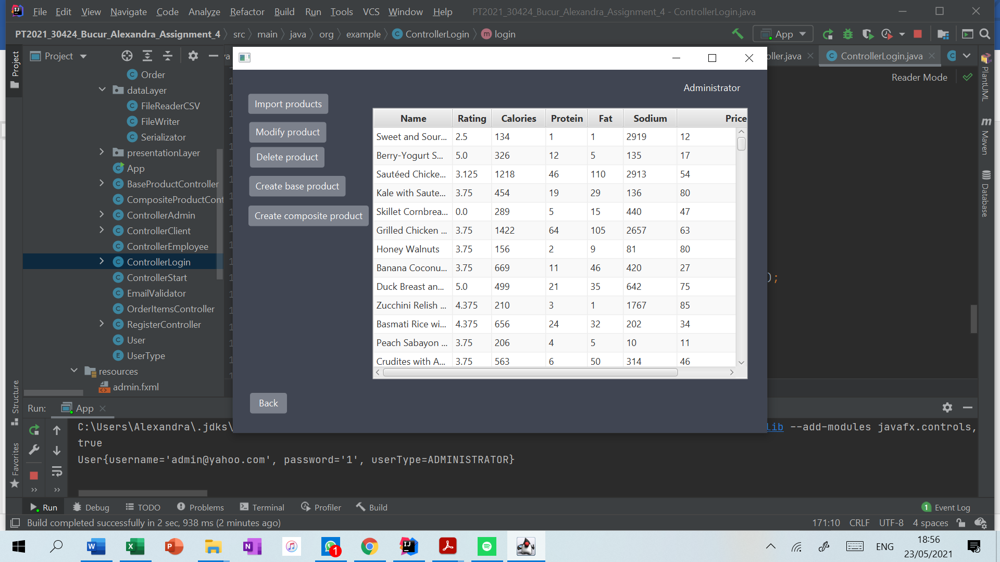 File Edit View Navigate Code Analyze Refactor Build Run Tools VCS Window Help PT2021_30424_Bucur_Alexandra_Assignment_4 - ControllerLogin.java
PT2021_30424_Bucur_Alexandra_Assignment_4 src main java org example ControllerLogin login App
Project
Project
oller.java ControllerLogin.java
Reader Mode
PlantUML
Maven
Database
Order
dataLayer
FileReaderCSV
FileWriter
Serializator
presentationLayer
App
BaseProductController
CompositeProductCont
ControllerAdmin
ControllerClient
ControllerEmployee
ControllerLogin
ControllerStart
EmailValidator
OrderItemsController
RegisterController
User
UserType
resources
admin.fxml
Administrator
Import products
Modify product
Delete product
Create base product
Create composite product
Back
Name Rating Calories Protein Fat Sodium Price
Sweet and Sour... 2.5 134 1 1 2919 12
Berry-Yogurt S... 5.0 326 12 5 135 17
Sautéed Chicke... 3.125 1218 46 110 2913 54
Kale with Saute... 3.75 454 19 29 136 80
Skillet Cornbrea... 0.0 289 5 15 440 47
Grilled Chicken ... 3.75 1422 64 105 2657 63
Honey Walnuts 3.75 156 2 9 81 80
Banana Coconu... 3.75 669 11 46 420 27
Duck Breast an... 5.0 499 21 35 642 75
Zucchini Relish ... 4.375 210 3 1 1767 85
Basmati Rice wi... 4.375 656 24 32 202 34
Peach Sabayon ... 3.75 206 4 5 10 11
Crudites with A... 3.75 563 6 50 314 46
);
Structure
Favorites
Run: App
C:\Users\Alexandra\.jdks\ lib --add-modules javafx.controls,
true
User{username='admin@yahoo.com', password='1', userType=ADMINISTRATOR}
Run Debug TODO Problems Terminal Profiler Build 1 Event Log
Build completed successfully in 2 sec, 938 ms (2 minutes ago) 171:10 CRLF UTF-8 4 spaces
1 ENG 18:56
23/05/2021